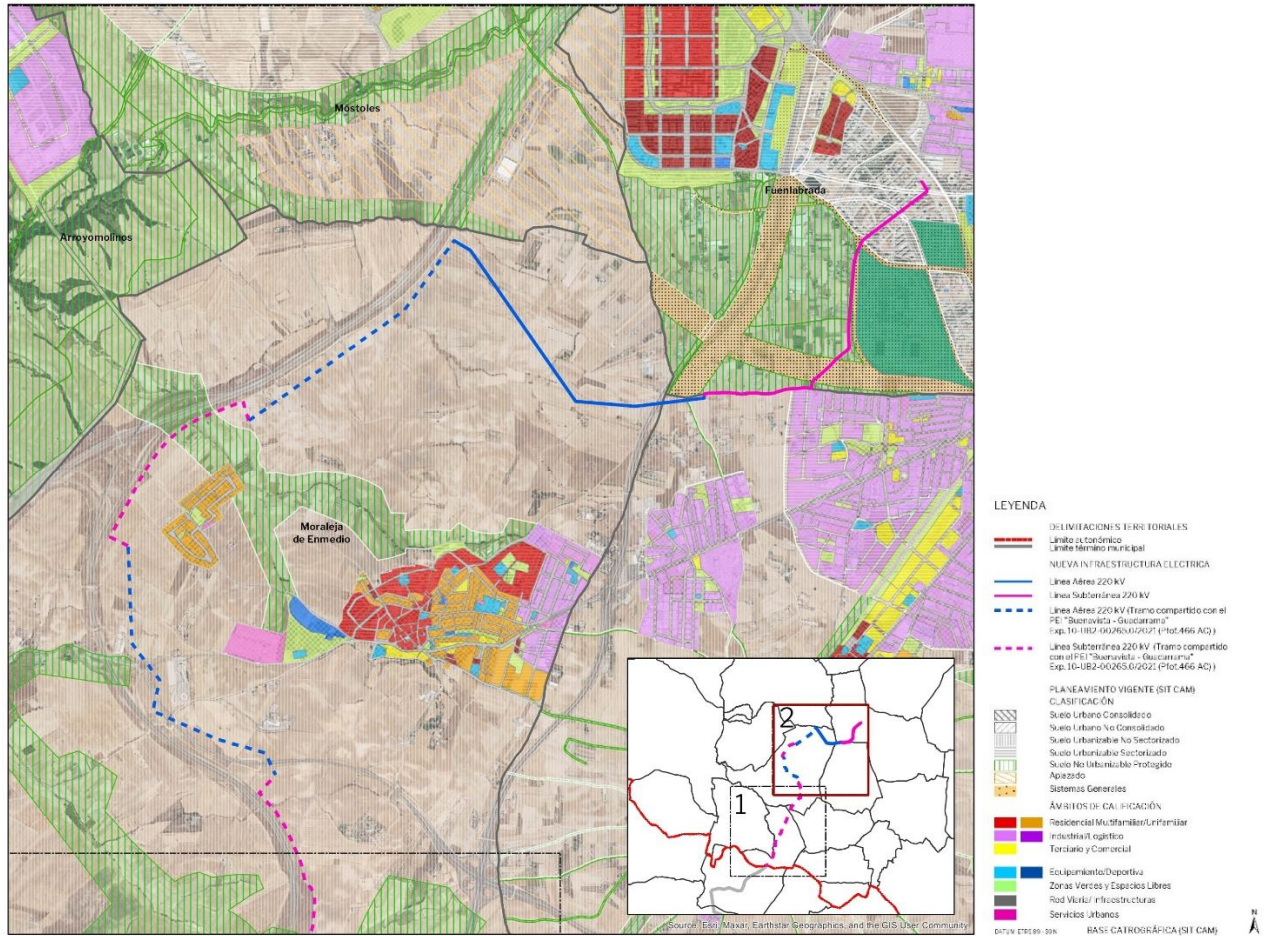 Móstoles
Fuenlabrada
Arroyomolinos
Moraleja
de Enmedio
2
1
Source: Esri, Maxar, Earthstar Geographics, and the GIS User Community
LEYENDA
DELIMITACIONES TERRITORIALES
Límite autonómico
Límite término municipal
NUEVA INFRAESTRUCTURA ELECTRICA
Línea Aérea 220 kV
Línea Subterránea 220 kV
Línea Aérea 220 kV (Tramo compartido con el
PEI "Buenavista - Guadarrama"
Exp. 10-UB2-00265.0/2021 (Pfot.466 AC) )
Línea Subterránea 220 kV (Tramo compartido
con el PEI "Buenavista - Guadarrama"
Exp. 10-UB2-00265.0/2021 (Pfot.466 AC) )
PLANEAMIENTO VIGENTE (SIT CAM)
CLASIFICACIÓN
Suelo Urbano Consolidado
Suelo Urbano No Consolidado
Suelo Urbanizable No Sectorizado
Suelo Urbanizable Sectorizado
Suelo No Urbanizable Protegido
Aplazado
Sistemas Generales
ÁMBITOS DE CALIFICACIÓN
Residencial Multifamiliar/Unifamiliar
Industrial/Logístico
Terciario y Comercial
Equipamiento/Deportiva
Zonas Verdes y Espacios Libres
Red Viaria/ Infraestructuras
Servicios Urbanos
N
DATUM ETRS 89 - 30N BASE CATROGRÁFICA (SIT CAM)